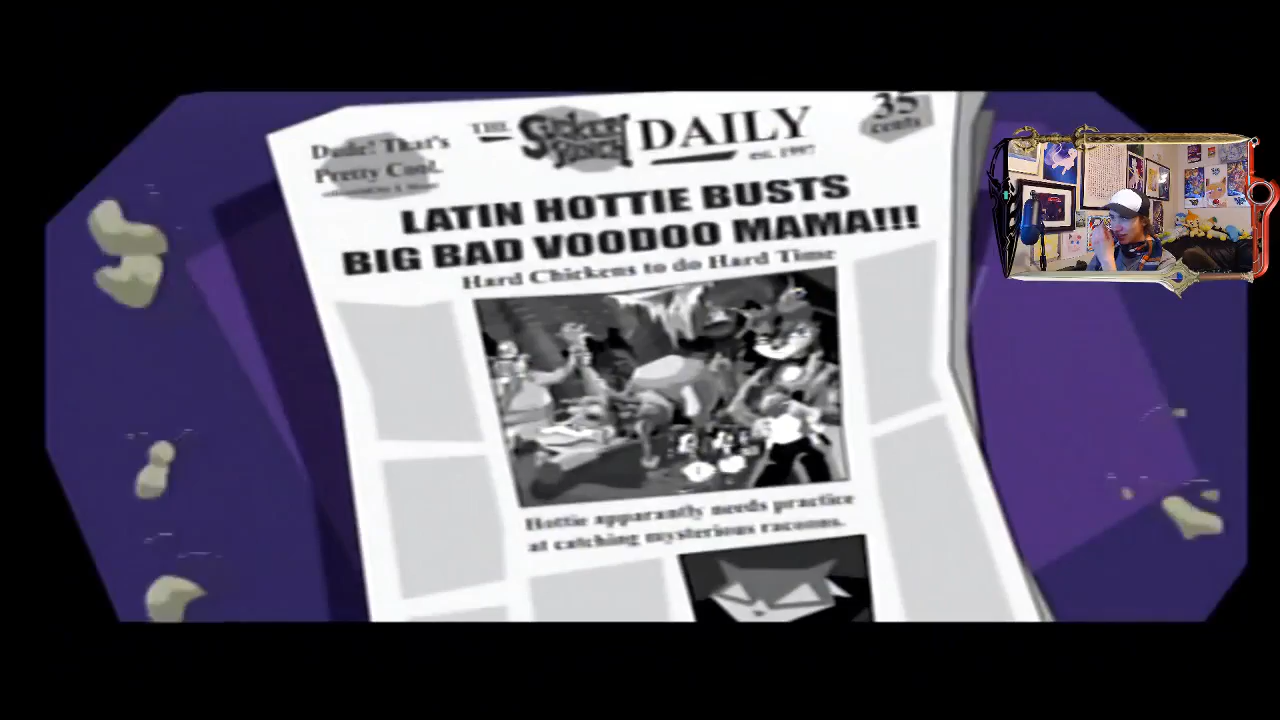 Dude! That's
Pretty Cool.
THE SUCKER PUNCH DAILY
est. 1997
35
cents
LATIN HOTTIE BUSTS
BIG BAD VOODOO MAMA!!!
Hard Chickens to do Hard Time
Hottie apparantly needs practice
at catching mysterious racoons.